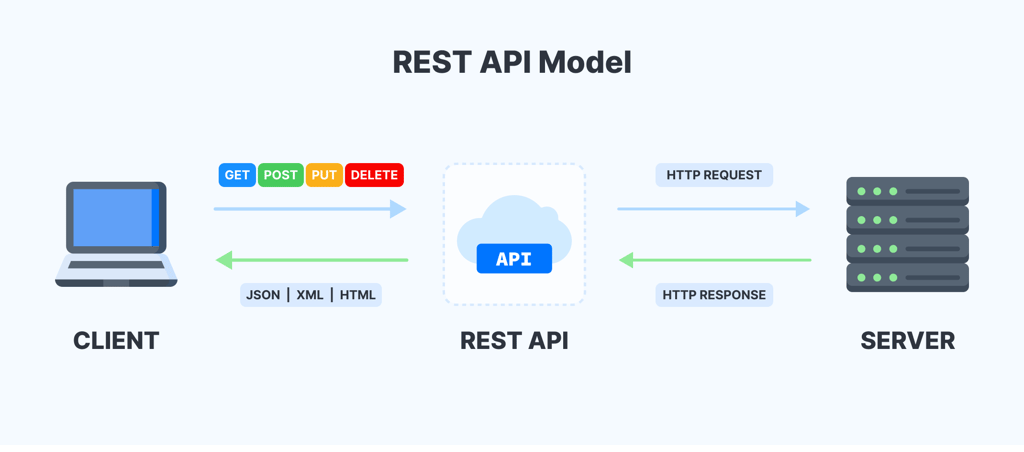 REST API Model
GET POST PUT DELETE
HTTP REQUEST
API
JSON | XML | HTML
HTTP RESPONSE
CLIENT
REST API
SERVER